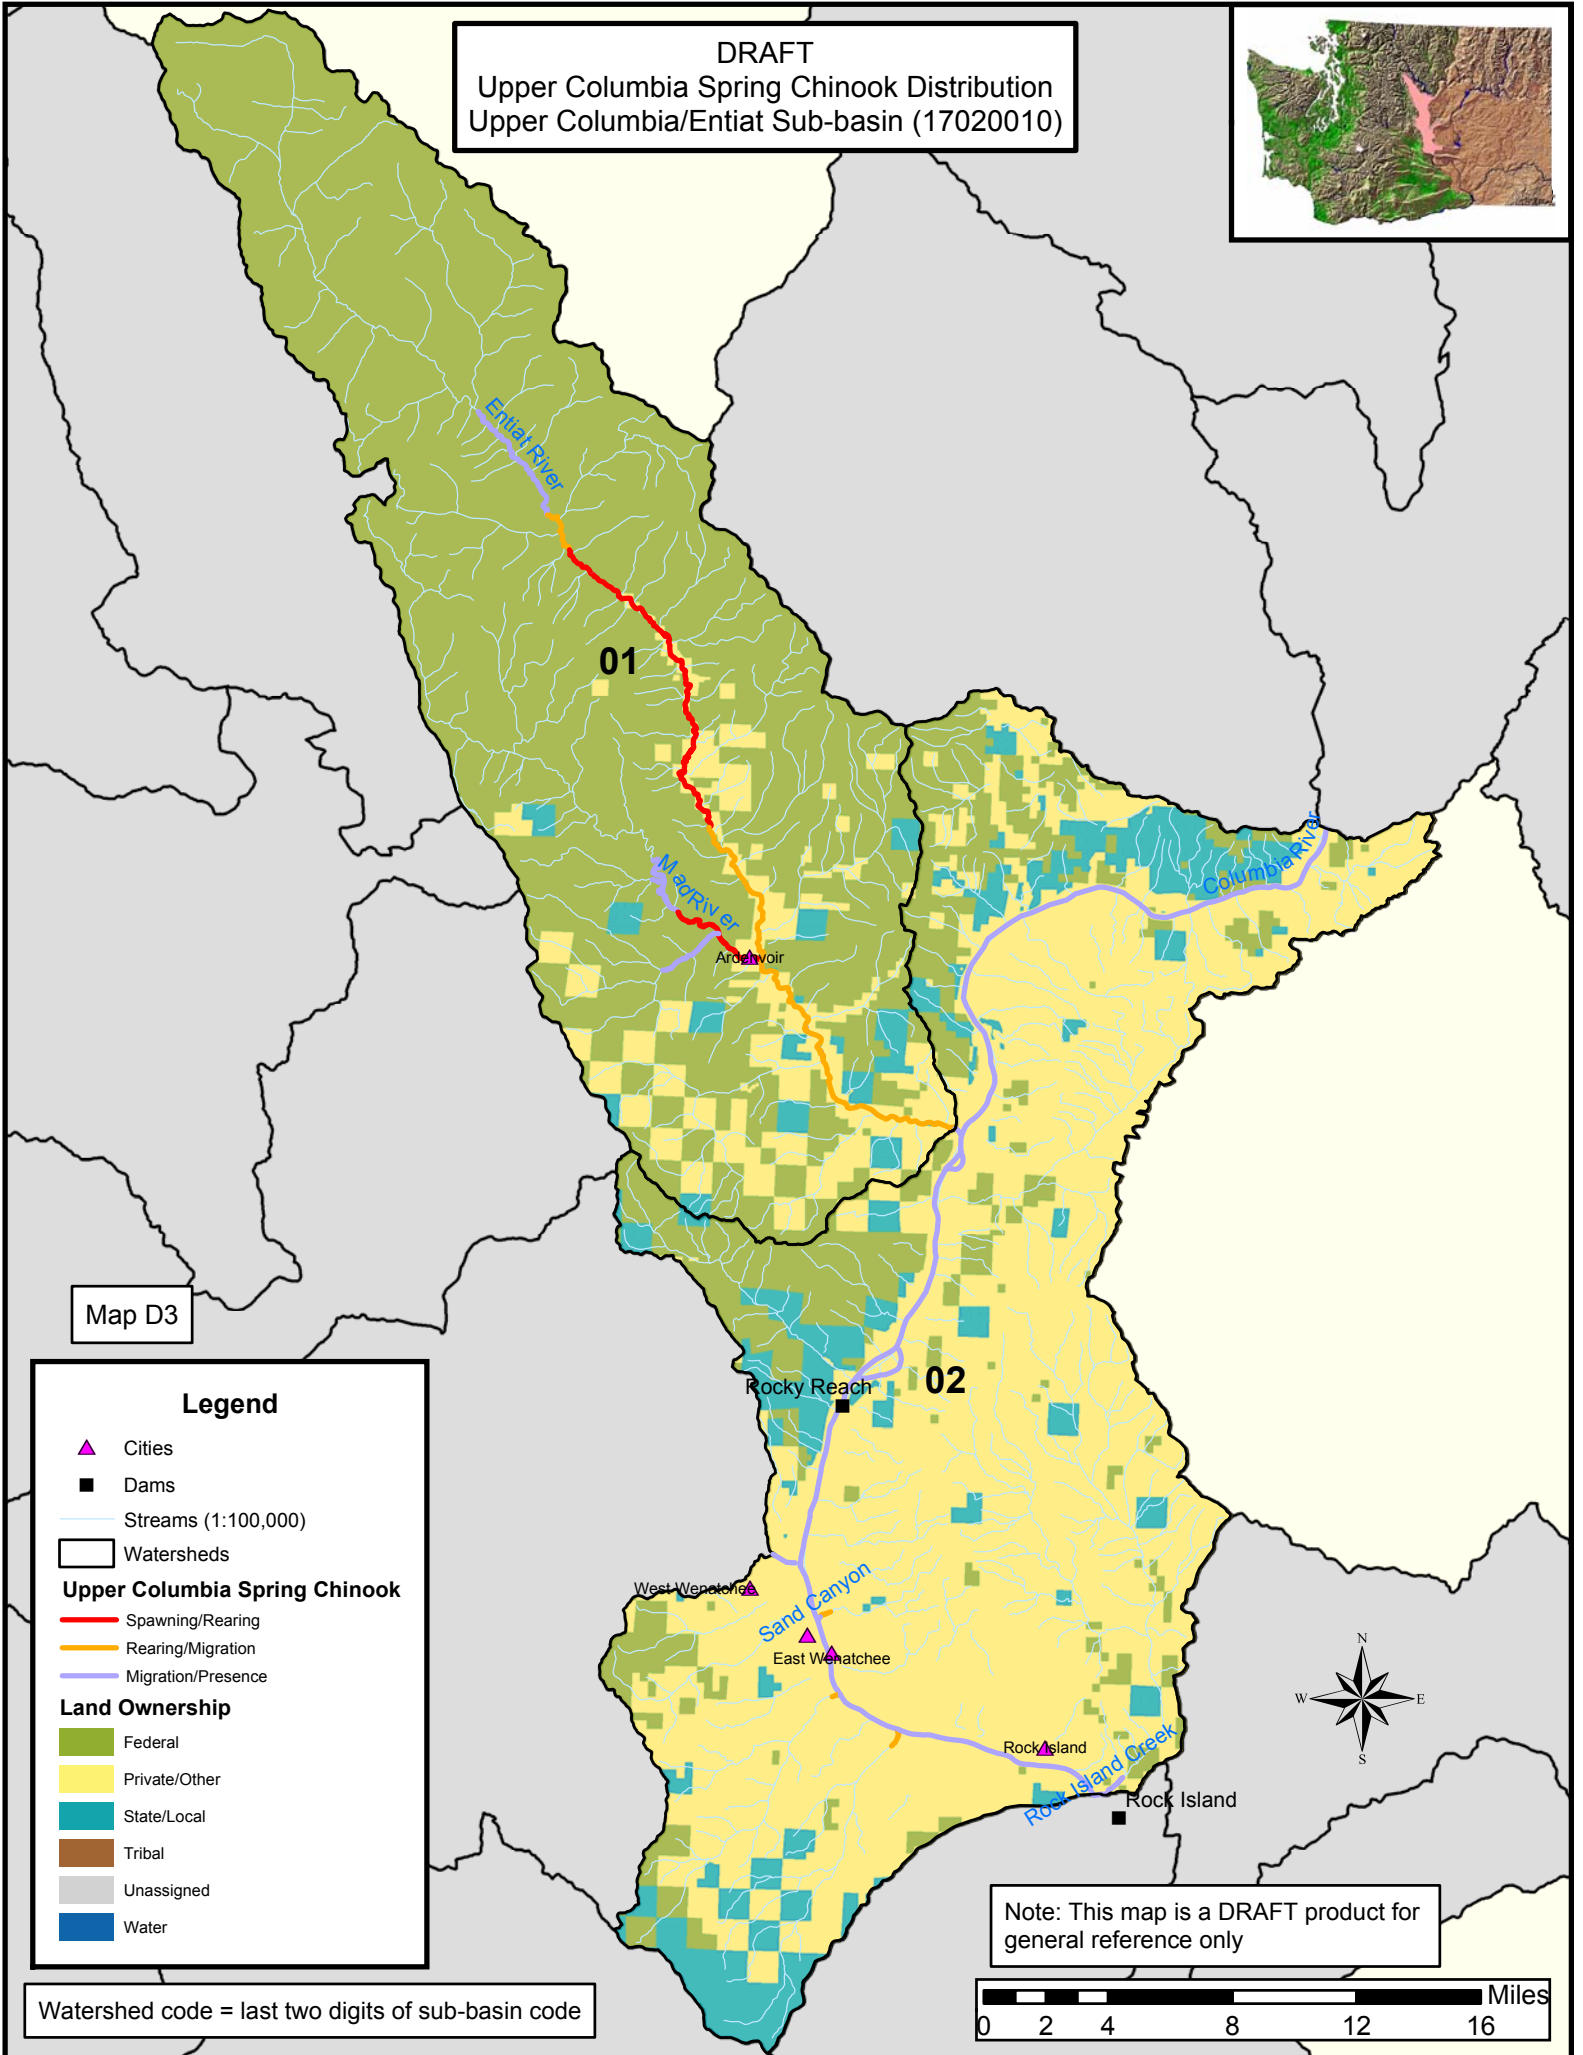 DRAFT
Upper Columbia Spring Chinook Distribution
Upper Columbia/Entiat Sub-basin (17020010)
Entiat River
01
Mad River
Ardenvoir
Columbia River
Map D3
Rocky Reach
02
West Wenatchee
Sand Canyon
East Wenatchee
Rock Island
Rock Island Creek
Rock Island
N
W
E
S
Legend
Cities
Dams
Streams (1:100,000)
Watersheds
Upper Columbia Spring Chinook
Spawning/Rearing
Rearing/Migration
Migration/Presence
Land Ownership
Federal
Private/Other
State/Local
Tribal
Unassigned
Water
Note: This map is a DRAFT product for
general reference only
Watershed code = last two digits of sub-basin code
Miles
0 2 4 8 12 16